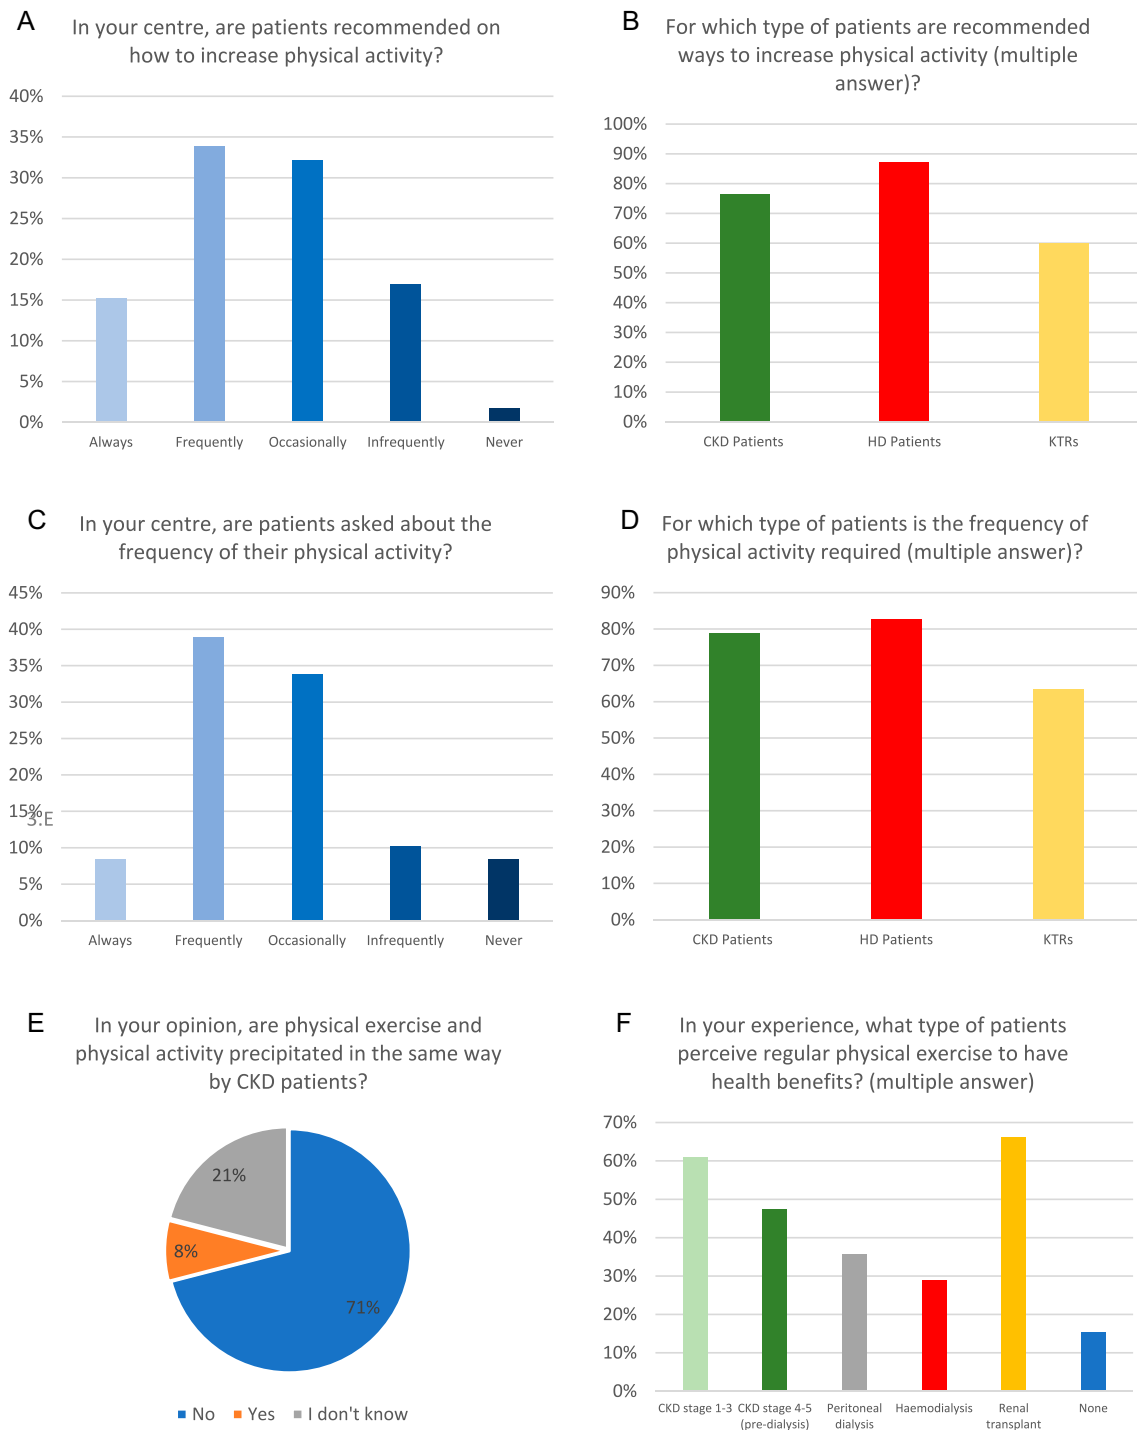 A
In your centre, are patients recommended on
how to increase physical activity?
40%
35%
30%
25%
20%
15%
10%
5%
0%
Always Frequently Occasionally Infrequently Never
B
For which type of patients are recommended
ways to increase physical activity (multiple
answer)?
100%
90%
80%
70%
60%
50%
40%
30%
20%
10%
0%
CKD Patients HD Patients KTRs
C
In your centre, are patients asked about the
frequency of their physical activity?
45%
40%
35%
30%
25%
20%
15%
3.E
10%
5%
0%
Always Frequently Occasionally Infrequently Never
D
For which type of patients is the frequency of
physical activity required (multiple answer)?
90%
80%
70%
60%
50%
40%
30%
20%
10%
0%
CKD Patients HD Patients KTRs
E
In your opinion, are physical exercise and
physical activity precipitated in the same way
by CKD patients?
21%
8%
71%
No Yes I don't know
F
In your experience, what type of patients
perceive regular physical exercise to have
health benefits? (multiple answer)
70%
60%
50%
40%
30%
20%
10%
0%
CKD stage 1-3 CKD stage 4-5 Peritoneal Haemodialysis Renal None
(pre-dialysis) dialysis transplant